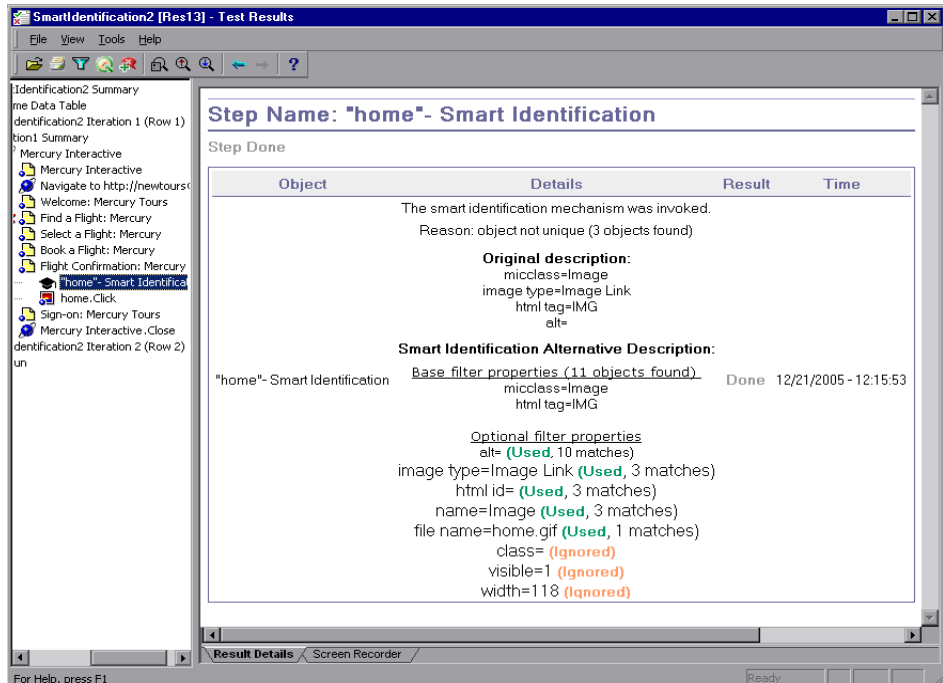 SmartIdentification2 [Res13] - Test Results
File View Tools Help
:Identification2 Summary
me Data Table
dentification2 Iteration 1 (Row 1)
tion1 Summary
Mercury Interactive
Mercury Interactive
Navigate to http://newtours
Welcome: Mercury Tours
Find a Flight: Mercury
Select a Flight: Mercury
Book a Flight: Mercury
Flight Confirmation: Mercury
"home"- Smart Identifica
home.Click
Sign-on: Mercury Tours
Mercury Interactive.Close
dentification2 Iteration 2 (Row 2)
un
Step Name: "home"- Smart Identification
Step Done
Object Details Result Time
The smart identification mechanism was invoked.
Reason: object not unique (3 objects found)
Original description:
micclass=Image
image type=Image Link
html tag=IMG
alt=
Smart Identification Alternative Description:
"home"- Smart Identification Base filter properties (11 objects found) Done 12/21/2005 - 12:15:53
micclass=Image
html tag=IMG
Optional filter properties
alt= (Used, 10 matches)
image type=Image Link (Used, 3 matches)
html id= (Used, 3 matches)
name=Image (Used, 3 matches)
file name=home.gif (Used, 1 matches)
class= (Ignored)
visible=1 (Ignored)
width=118 (Ignored)
Result Details Screen Recorder
For Help, press F1 Ready